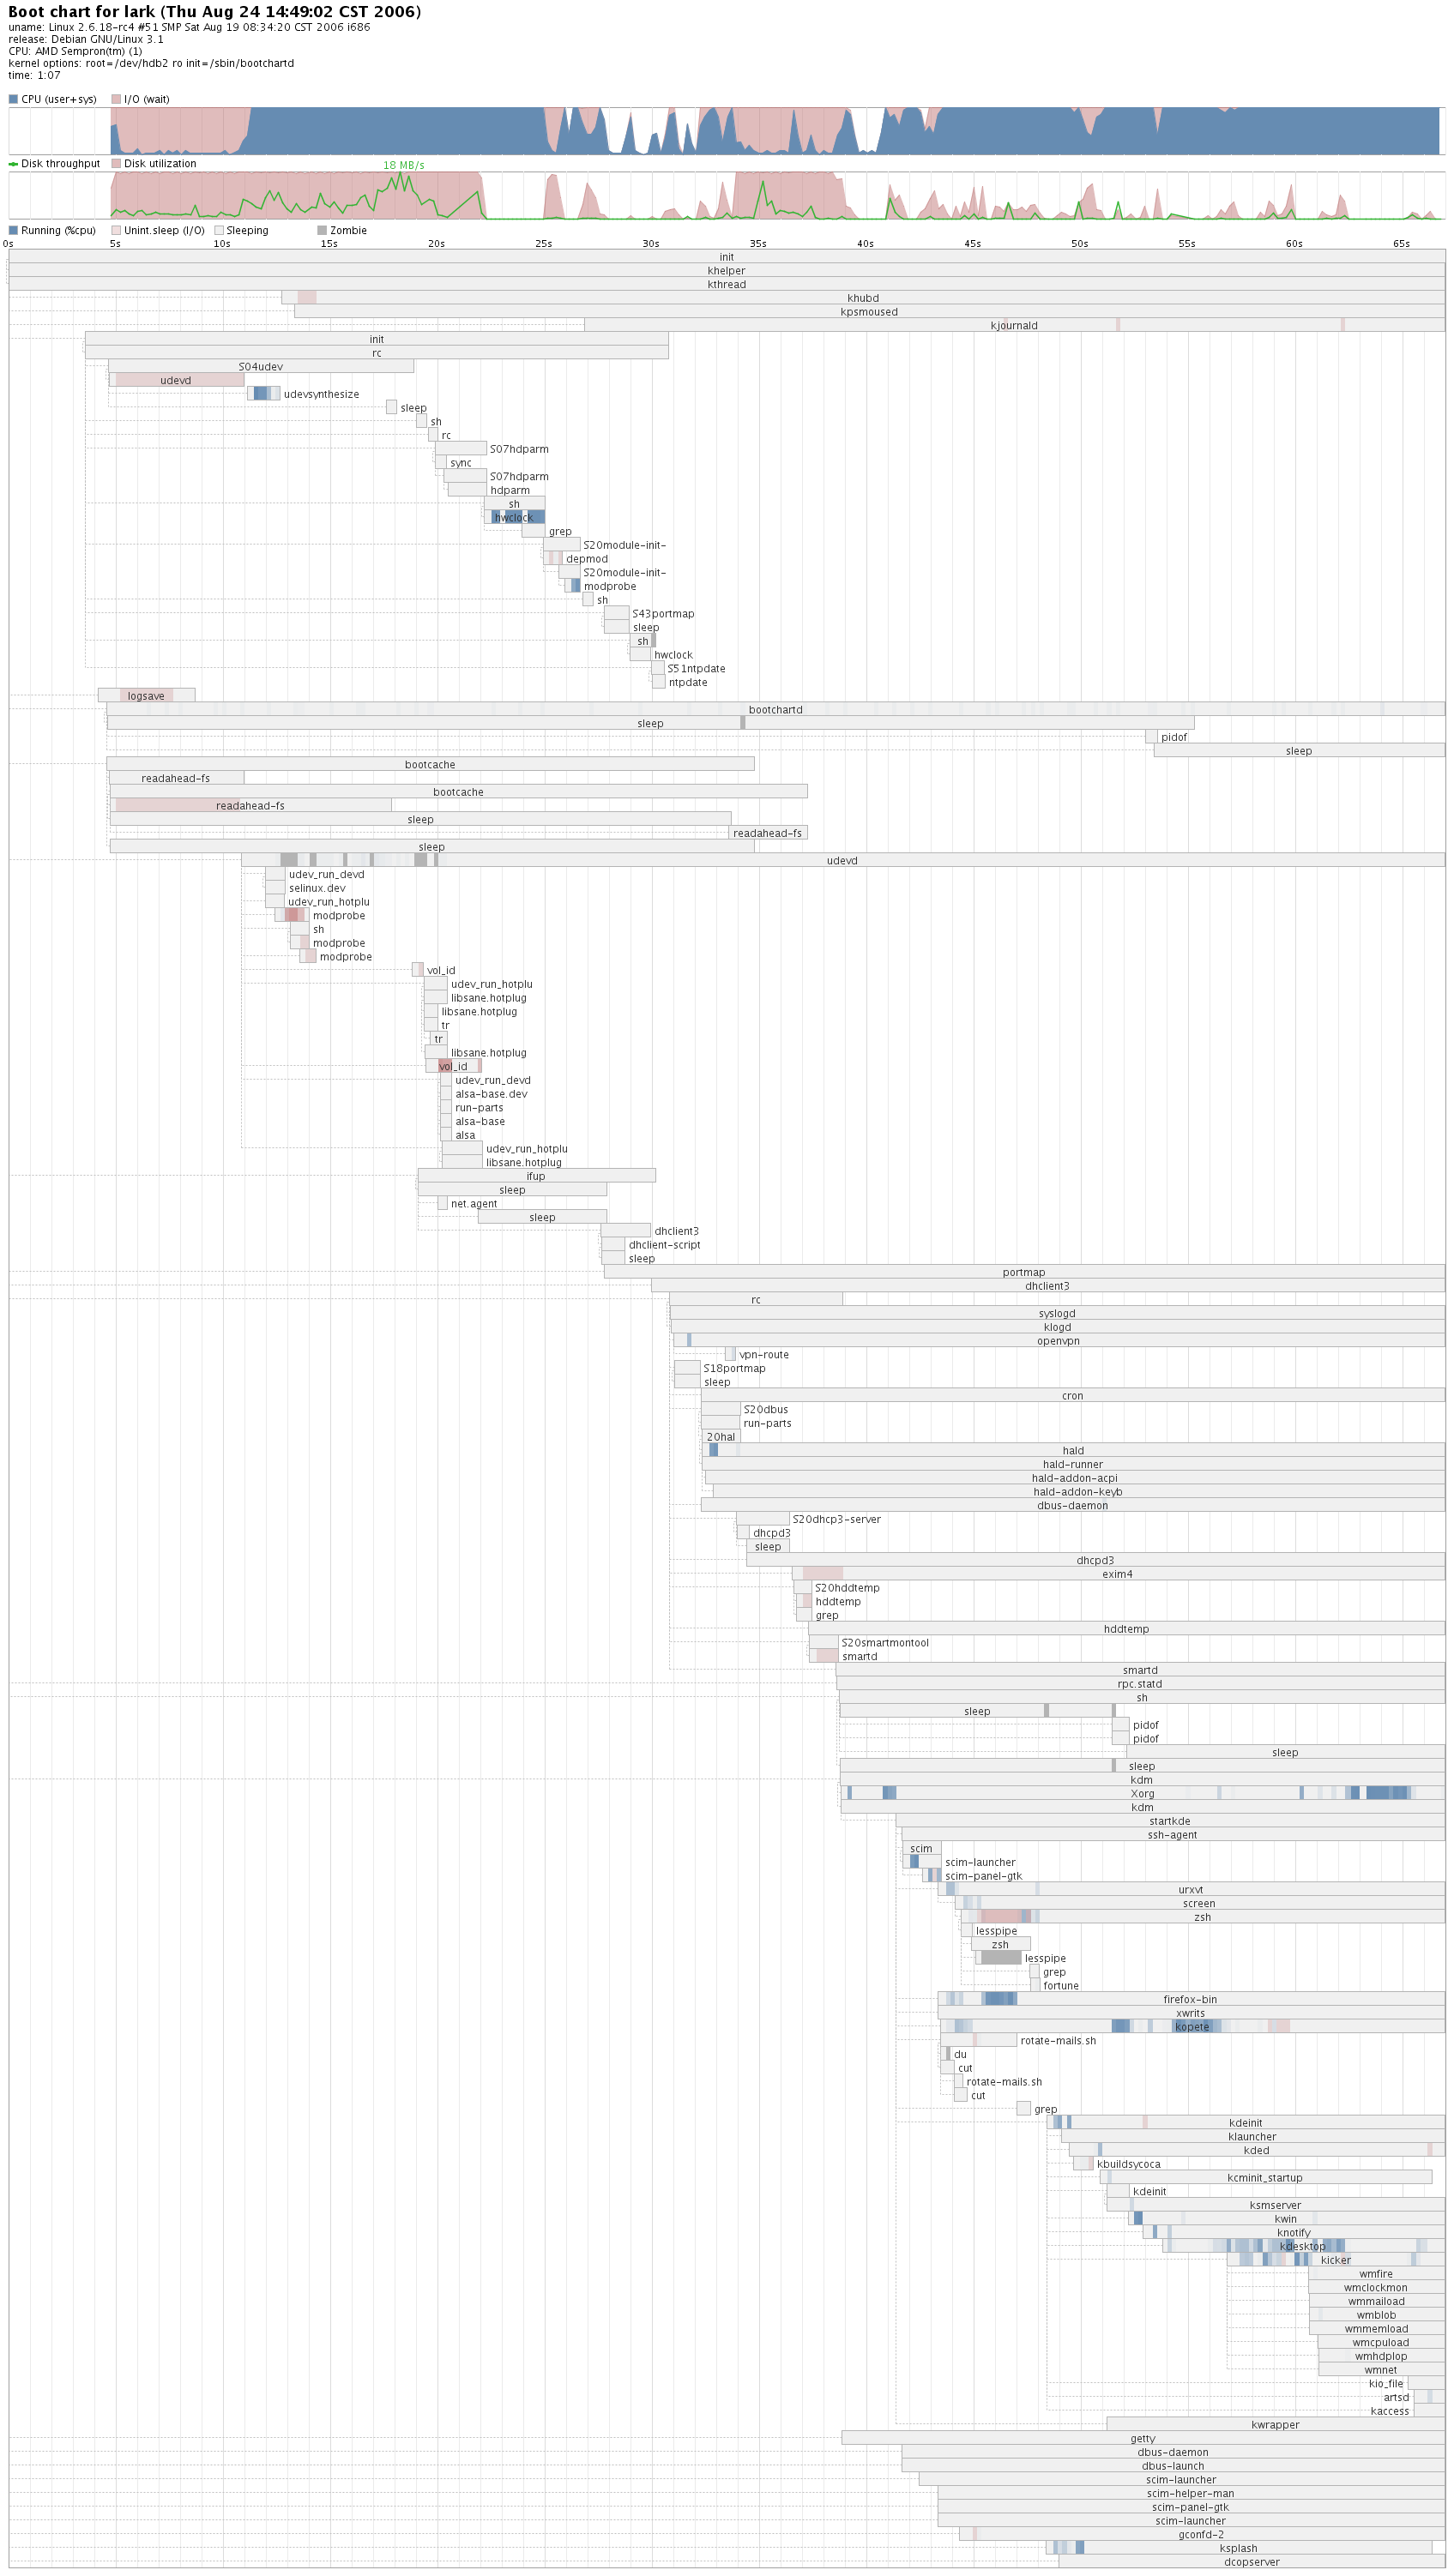 Boot chart for lark (Thu Aug 24 14:49:02 CST 2006)
uname: Linux 2.6.18-rc4 #51 SMP Sat Aug 19 08:34:20 CST 2006 i686
release: Debian GNU/Linux 3.1
CPU: AMD Sempron(tm) (1)
kernel options: root=/dev/hdb2 ro init=/sbin/bootchartd
time: 1:07
CPU (user+sys) I/O (wait)
Disk throughput Disk utilization 18 MB/s
Running (%cpu) Unint.sleep (I/O) Sleeping Zombie
0s 5s 10s 15s 20s 25s 30s 35s 40s 45s 50s 55s 60s 65s
init
khelper
kthread
khubd
kpsmoused
kjournald
init
rc
S04udev
udevd
udevsynthesize
sleep
sh
rc
S07hdparm
sync
S07hdparm
hdparm
sh
hwclock
grep
S20module-init-
depmod
S20module-init-
modprobe
sh
S43portmap
sleep
sh
hwclock
S51ntpdate
ntpdate
logsave
bootchartd
sleep
pidof
sleep
bootcache
readahead-fs
bootcache
readahead-fs
sleep
readahead-fs
sleep
udevd
udev_run_devd
selinux.dev
udev_run_hotplu
modprobe
sh
modprobe
modprobe
vol_id
udev_run_hotplu
libsane.hotplug
libsane.hotplug
tr
tr
libsane.hotplug
vol_id
udev_run_devd
alsa-base.dev
run-parts
alsa-base
alsa
udev_run_hotplu
libsane.hotplug
ifup
sleep
net.agent
sleep
dhclient3
dhclient-script
sleep
portmap
dhclient3
rc
syslogd
klogd
openvpn
vpn-route
S18portmap
sleep
cron
S20dbus
run-parts
20hal
hald
hald-runner
hald-addon-acpi
hald-addon-keyb
dbus-daemon
S20dhcp3-server
dhcpd3
sleep
dhcpd3
exim4
S20hddtemp
hddtemp
grep
hddtemp
S20smartmontool
smartd
smartd
rpc.statd
sh
sleep
pidof
pidof
sleep
sleep
kdm
Xorg
kdm
startkde
ssh-agent
scim
scim-launcher
scim-panel-gtk
urxvt
screen
zsh
lesspipe
zsh
lesspipe
grep
fortune
firefox-bin
xwrits
kopete
rotate-mails.sh
du
cut
rotate-mails.sh
cut
grep
kdeinit
klauncher
kded
kbuildsycoca
kcminit_startup
kdeinit
ksmserver
kwin
knotify
kdesktop
kicker
wmfire
wmclockmon
wmmaiload
wmblob
wmmemload
wmcpuload
wmhdplop
wmnet
kio_file
artsd
kaccess
kwrapper
getty
dbus-daemon
dbus-launch
scim-launcher
scim-helper-man
scim-panel-gtk
scim-launcher
gconfd-2
ksplash
dcopserver